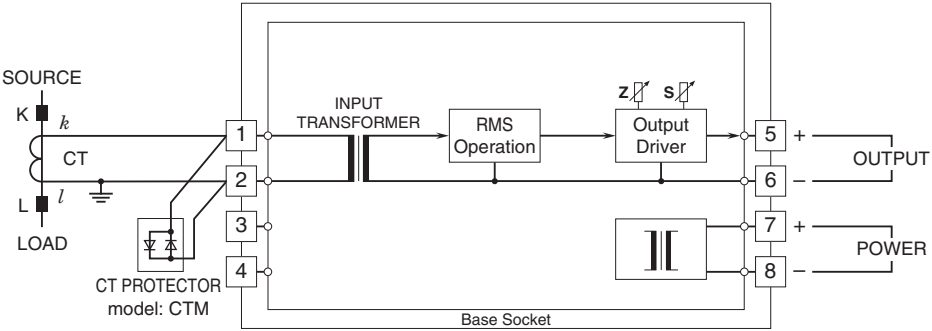 SOURCE
K
k
CT
L
l
LOAD
CT PROTECTOR
model: CTM
1
2
3
4
INPUT
TRANSFORMER
RMS
Operation
Z
S
Output
Driver
5
6
7
8
+
OUTPUT
–
+
POWER
–
Base Socket